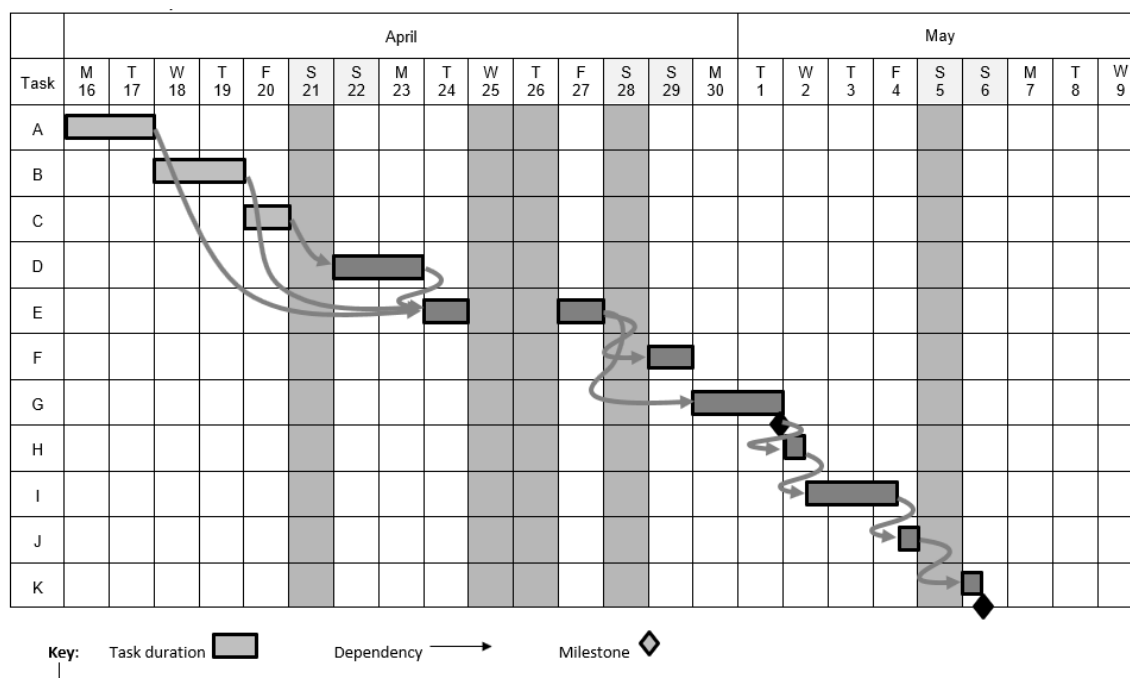 April May
Task M T W T F S S M T W T F S S M T W T F S S M T W
16 17 18 19 20 21 22 23 24 25 26 27 28 29 30 1 2 3 4 5 6 7 8 9
A
B
C
D
E
F
G
H
I
J
K
Key: Task duration Dependency Milestone